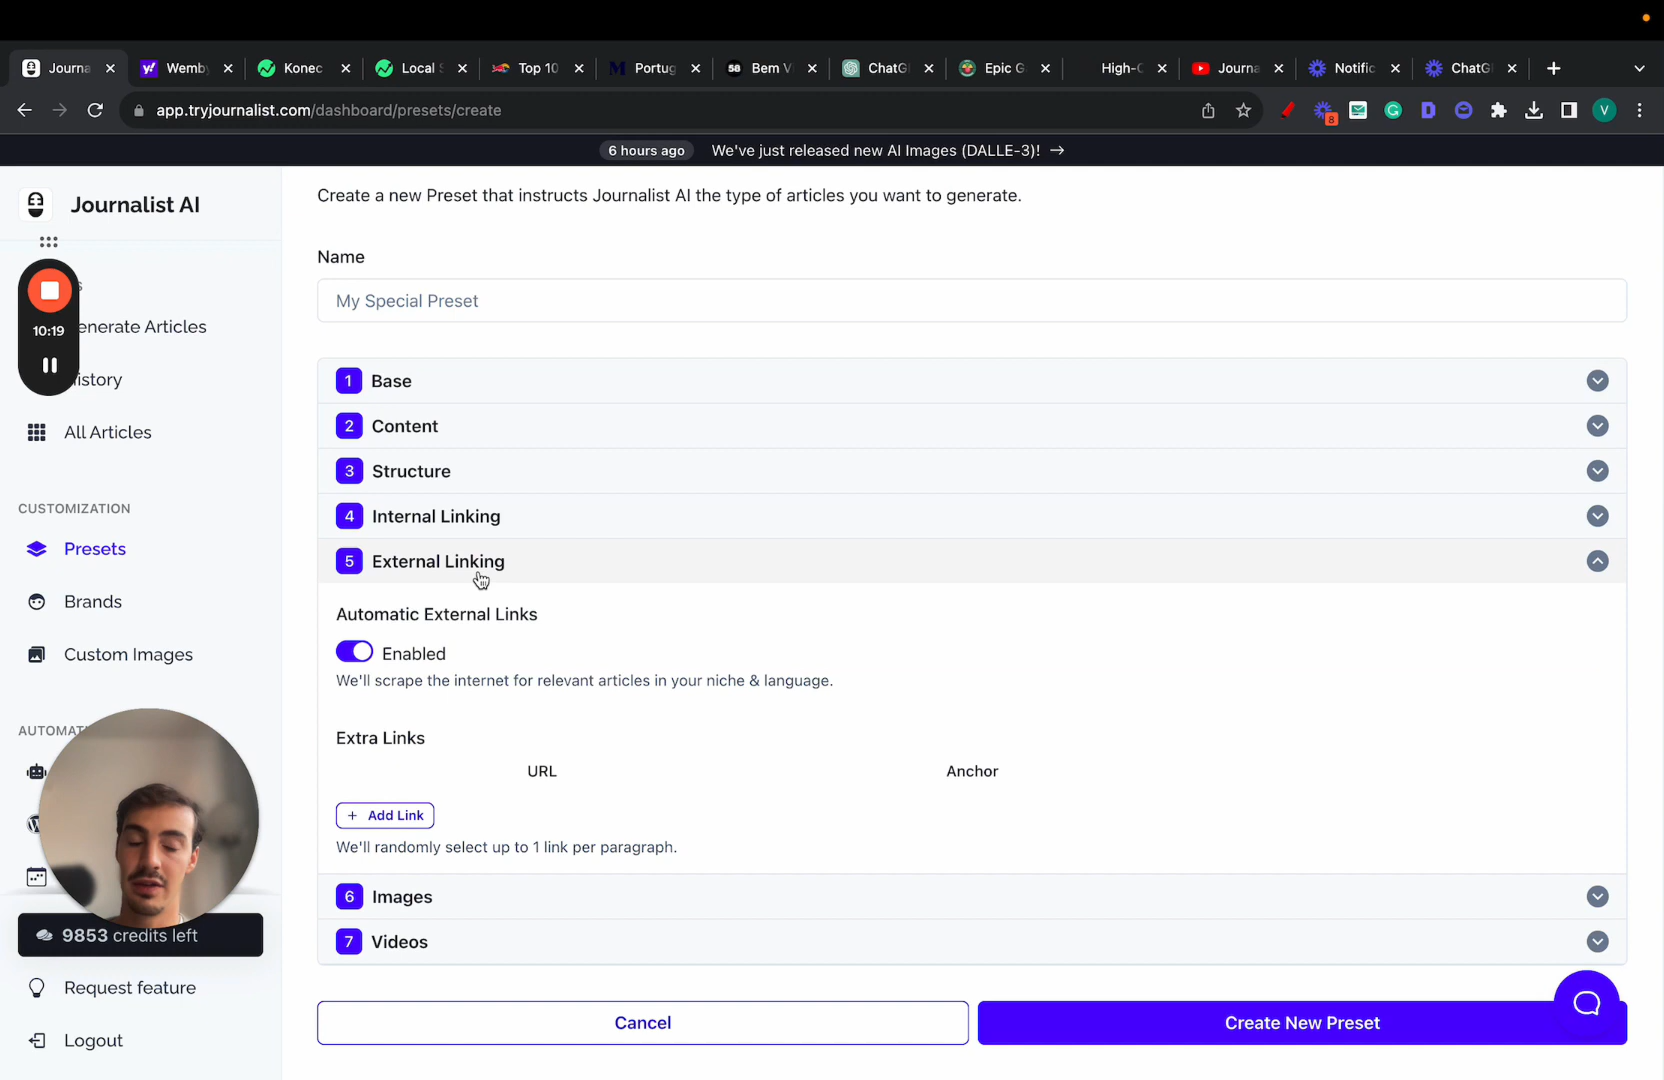 Journa
Wemby
Konec
Local S
Top 10
Portug
Bem Vi
ChatG
Epic G
High-C
Journa
Notific
ChatG
app.tryjournalist.com/dashboard/presets/create
8
V
6 hours ago We've just released new AI Images (DALLE-3)! →
Journalist AI
Create a new Preset that instructs Journalist AI the type of articles you want to generate.
Name
My Special Preset
10:19
enerate Articles
istory
All Articles
CUSTOMIZATION
Presets
Brands
Custom Images
AUTOMAT
9853 credits left
Request feature
Logout
1 Base
2 Content
3 Structure
4 Internal Linking
5 External Linking
Automatic External Links
Enabled
We'll scrape the internet for relevant articles in your niche & language.
Extra Links
URL Anchor
+ Add Link
We'll randomly select up to 1 link per paragraph.
6 Images
7 Videos
Cancel
Create New Preset